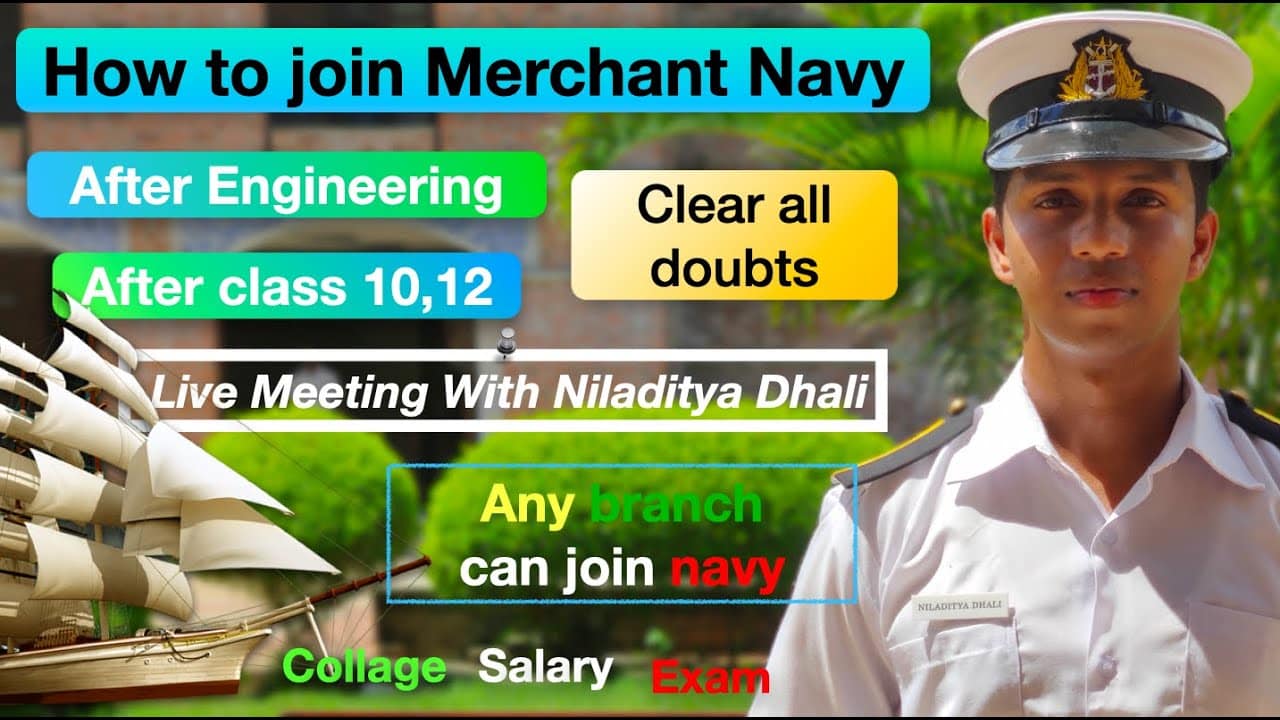 How to join Merchant Navy
After Engineering
Clear all
doubts
After class 10,12
Live Meeting With Niladitya Dhali
Any branch
can join navy
NILADITYA DHALI
Collage Salary Exam